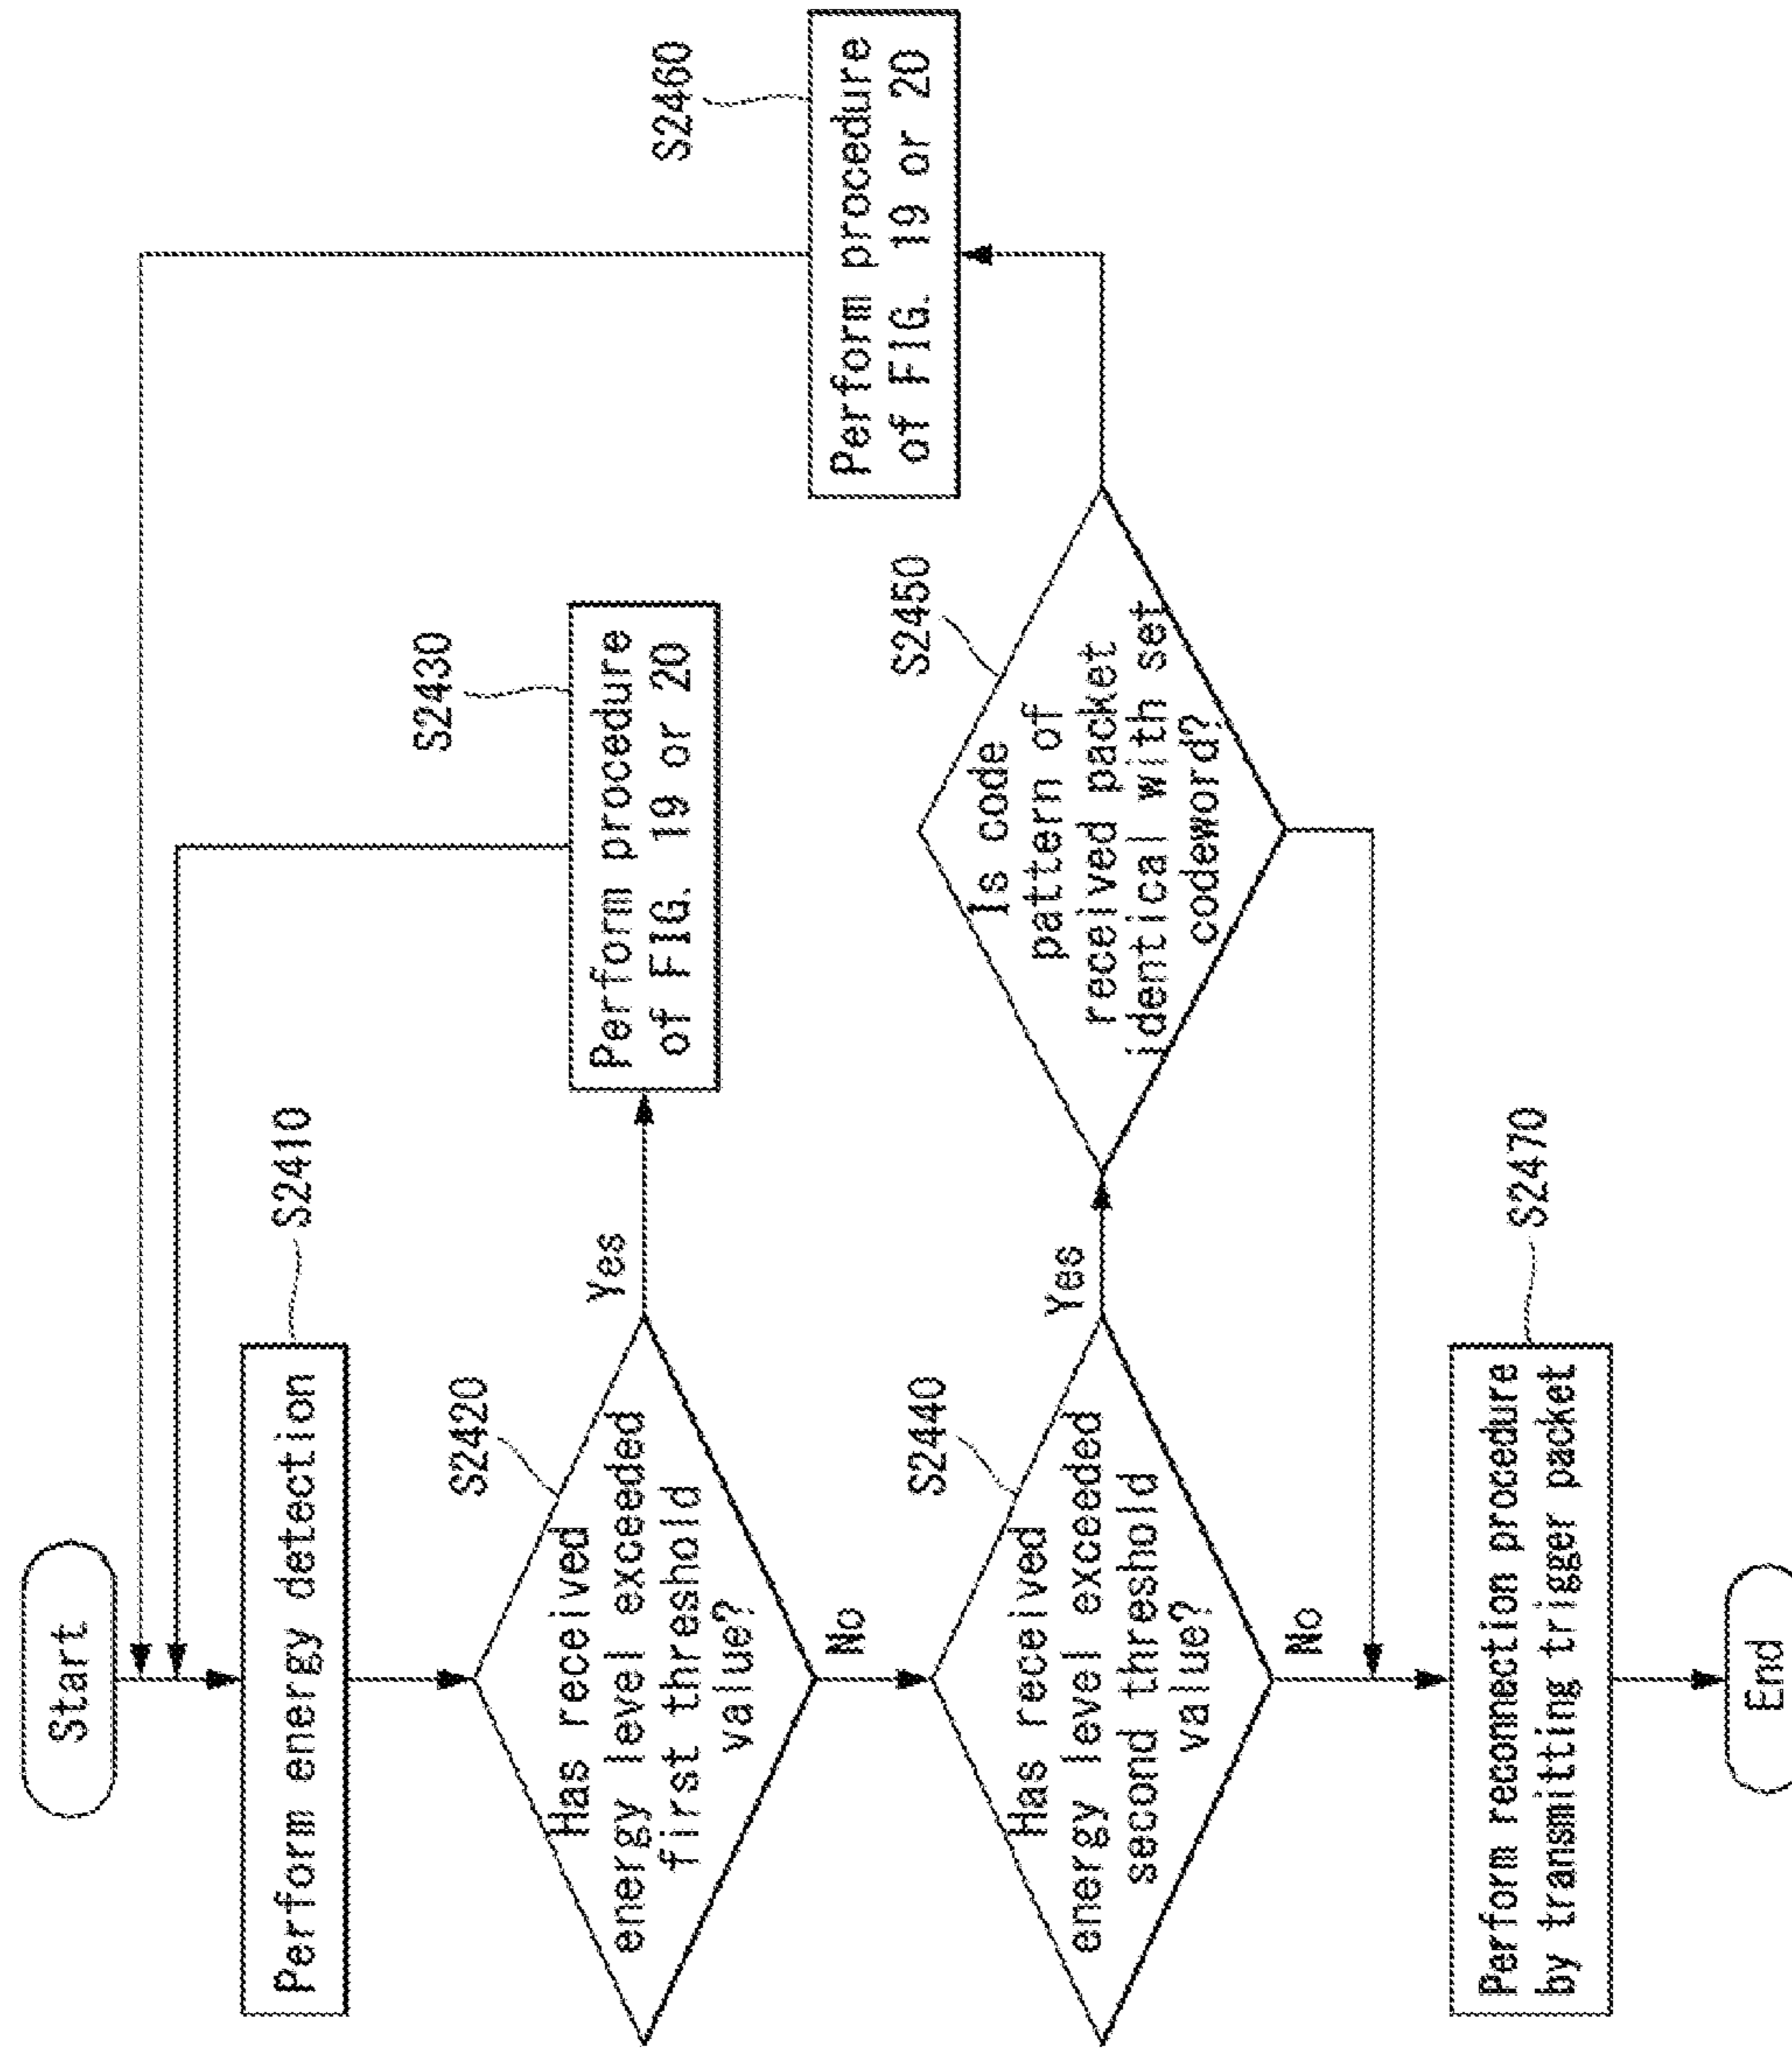 Start
Perform energy detection
S2410
Has received
energy level exceeded
first threshold
value?
S2420
Yes
No
Perform procedure
of FIG. 19 or 20
S2430
Has received
energy level exceeded
second threshold
value?
S2440
Yes
No
Is code
pattern of
received packet
identical with set
codeword?
S2450
Perform procedure
of FIG. 19 or 20
S2460
Perform reconnection procedure
by transmitting trigger packet
S2470
End